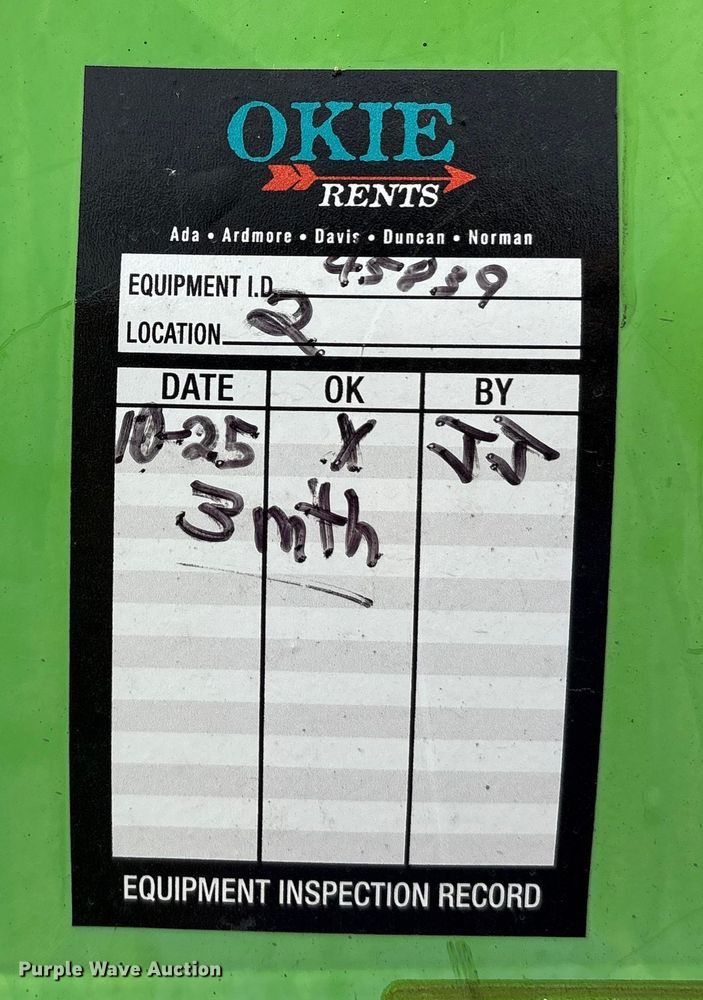 OKIE
RENTS
Ada • Ardmore • Davis • Duncan • Norman
EQUIPMENT I.D. 45839
LOCATION 2
DATE OK BY
10-25 X JJ
3 mth
EQUIPMENT INSPECTION RECORD
Purple Wave Auction